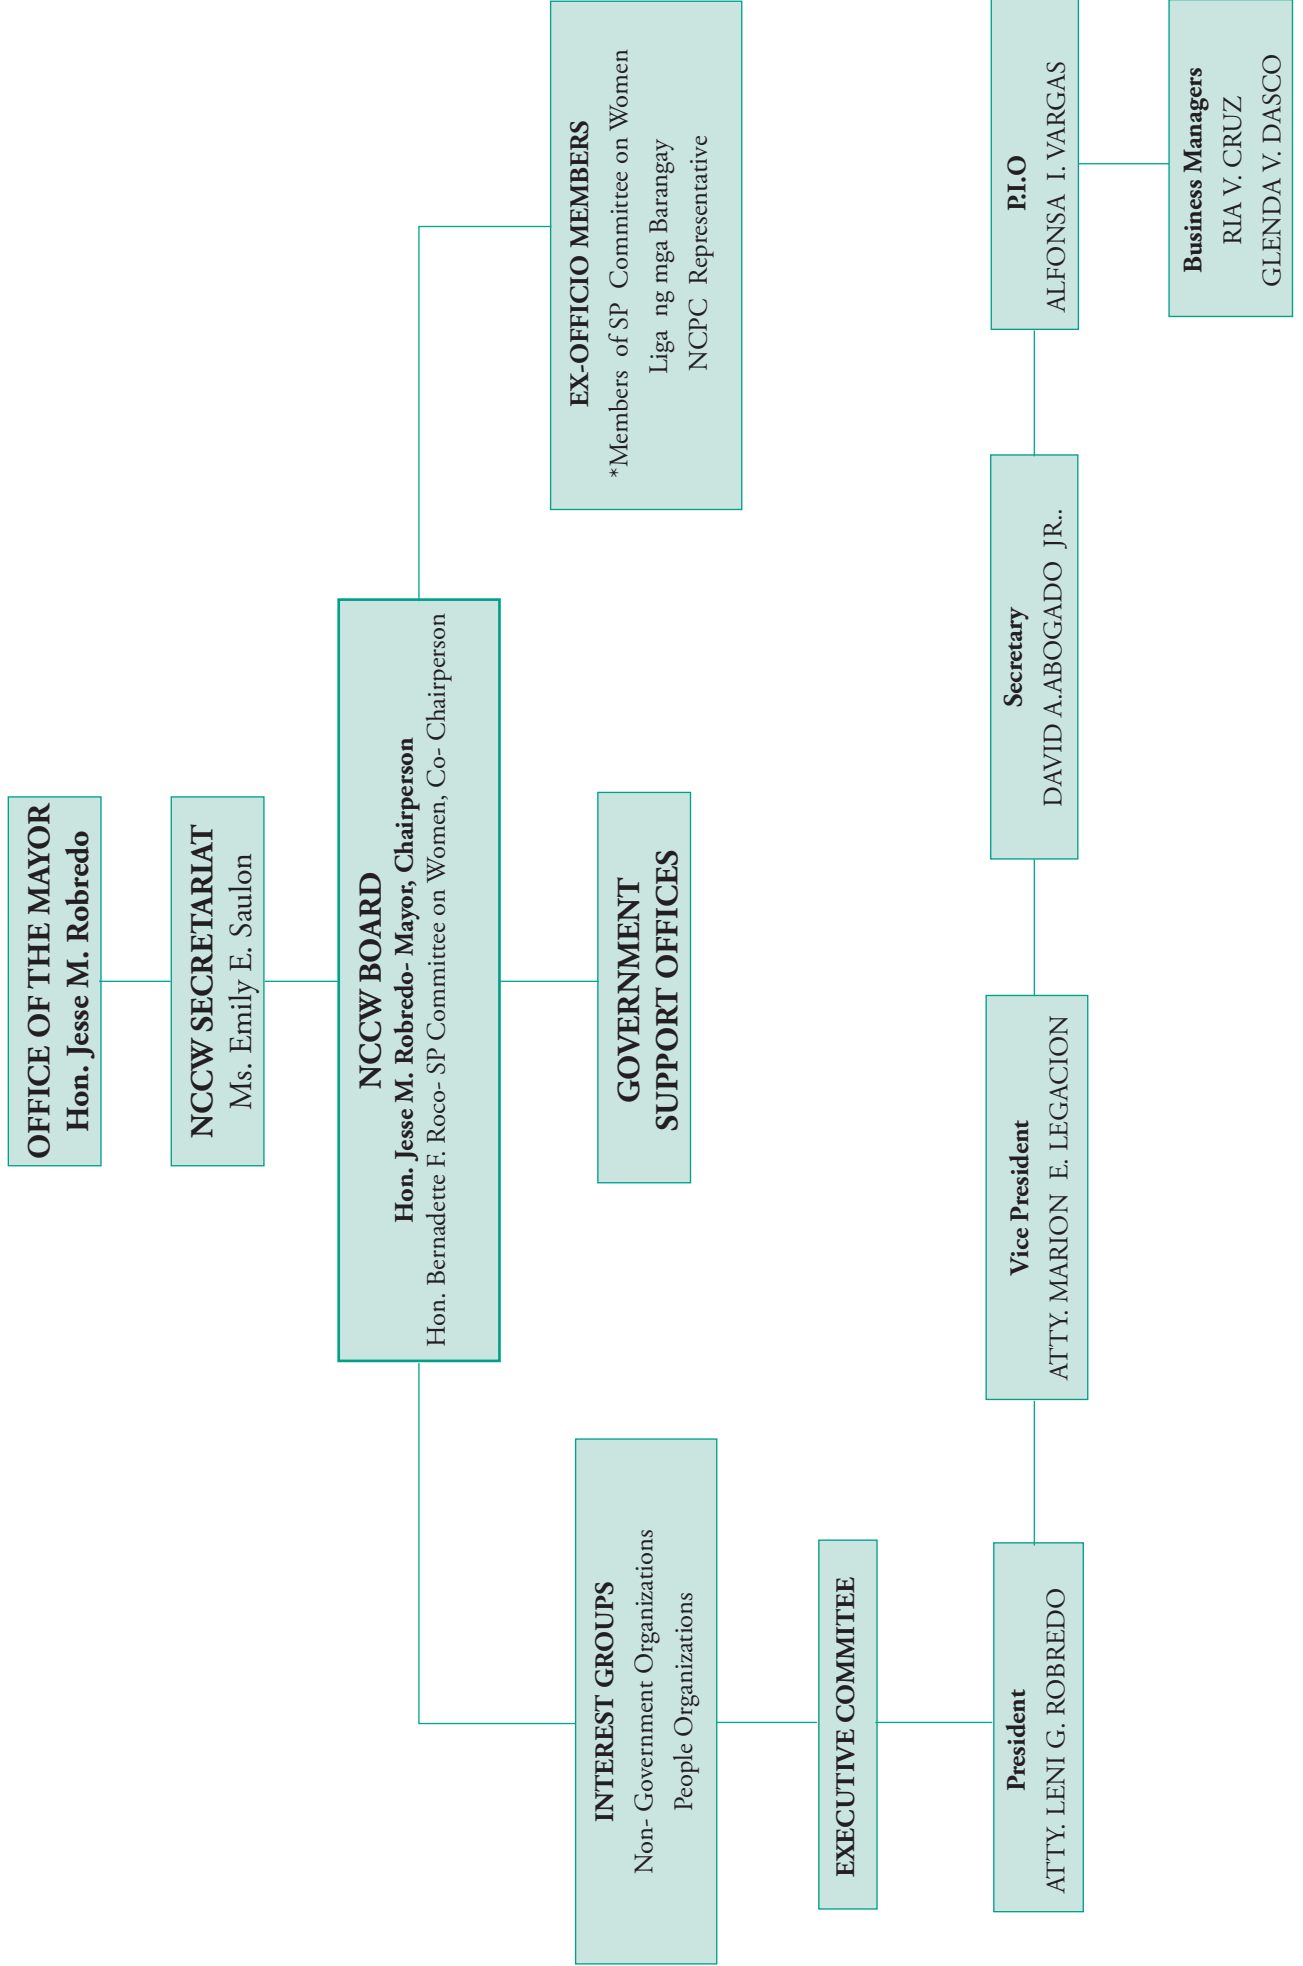 OFFICE OF THE MAYOR
Hon. Jesse M. Robredo
NCCW SECRETARIAT
Ms. Emily E. Saulon
NCCW BOARD
Hon. Jesse M. Robredo- Mayor, Chairperson
Hon. Bernadette F. Roco- SP Committee on Women, Co- Chairperson
INTEREST GROUPS
Non- Government Organizations
People Organizations
GOVERNMENT
SUPPORT OFFICES
EX-OFFICIO MEMBERS
*Members of SP Committee on Women
Liga ng mga Barangay
NCPC Representative
EXECUTIVE COMMITEE
President
ATTY. LENI G. ROBREDO
Vice President
ATTY. MARION E. LEGACION
Secretary
DAVID A.ABOGADO JR..
P.I.O
ALFONSA I. VARGAS
Business Managers
RIA V. CRUZ
GLENDA V. DASCO